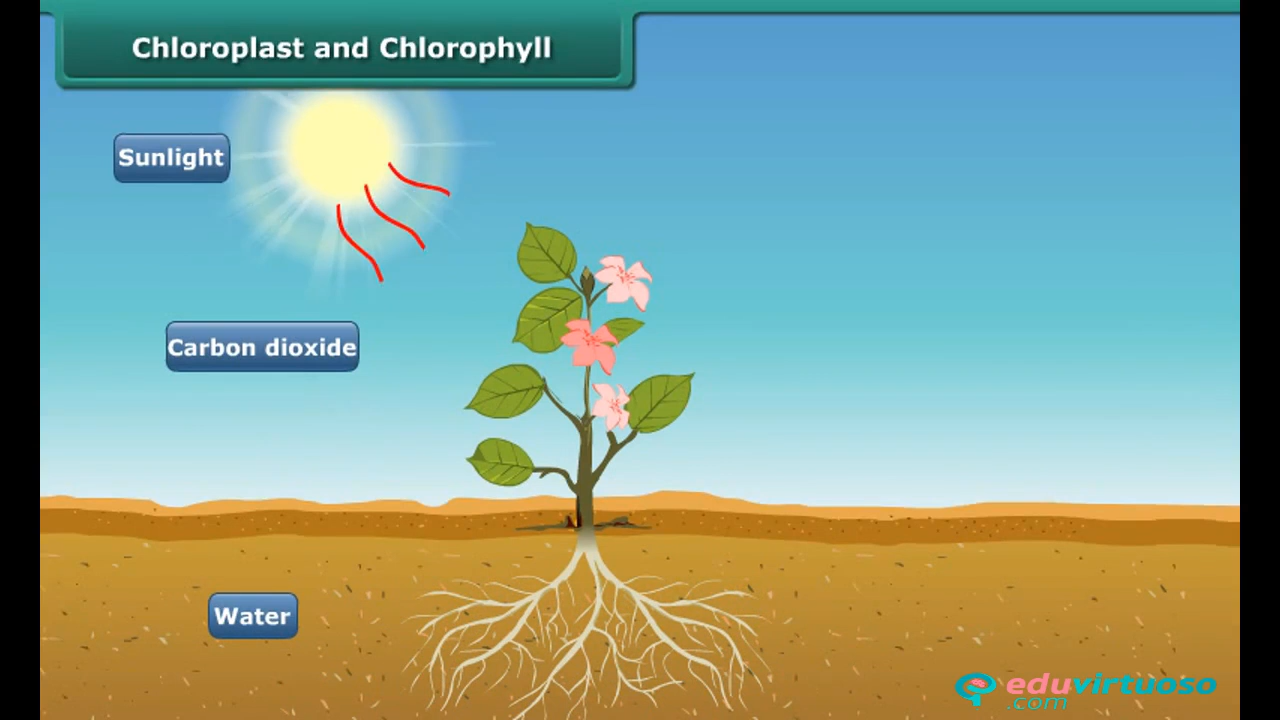 Chloroplast and Chlorophyll
Sunlight
Carbon dioxide
Water
eduvirtuoso
.com